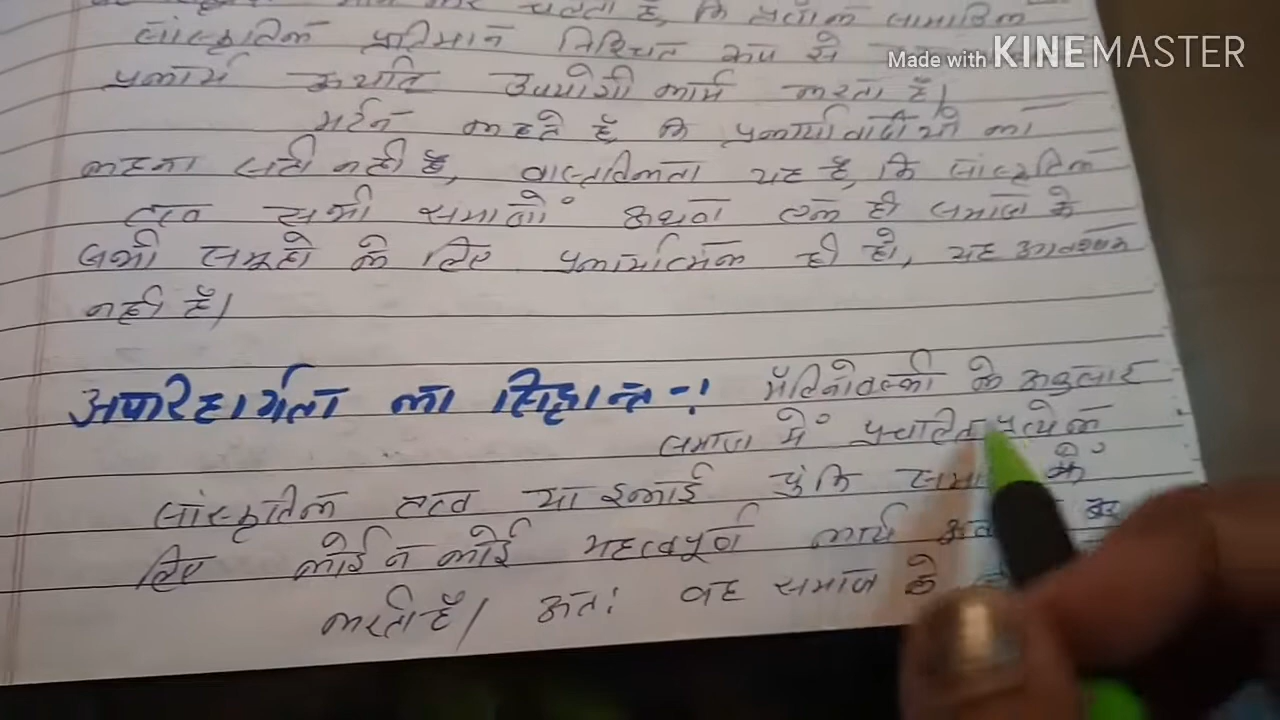 है, कि प्रत्येक सामाजिक
सांस्कृतिक प्रतिमान निश्चित रूप से
प्रकार्य अर्थात उपयोगी कार्य करता है।
Made with KINEMASTER
मर्टन कहते है कि प्रकार्यवादीयो का
कहना सही नही है, वास्तविकता यह है, कि सांस्कृतिक
तत्व सभी समाजों अथवा एक ही समाज के
सभी समूहो के लिए प्रकार्यात्मक ही हो, यह आवश्यक
नही है।
अपरिहार्यता का सिद्धान्त -: मैलिनोवस्की के अनुसार
समाज में प्रचलित प्रत्येक
सांस्कृतिक तत्व या इकाई चुंकि समाज के
लिए कोई न कोई महत्वपूर्ण कार्य
करती है। अतः वह समाज के